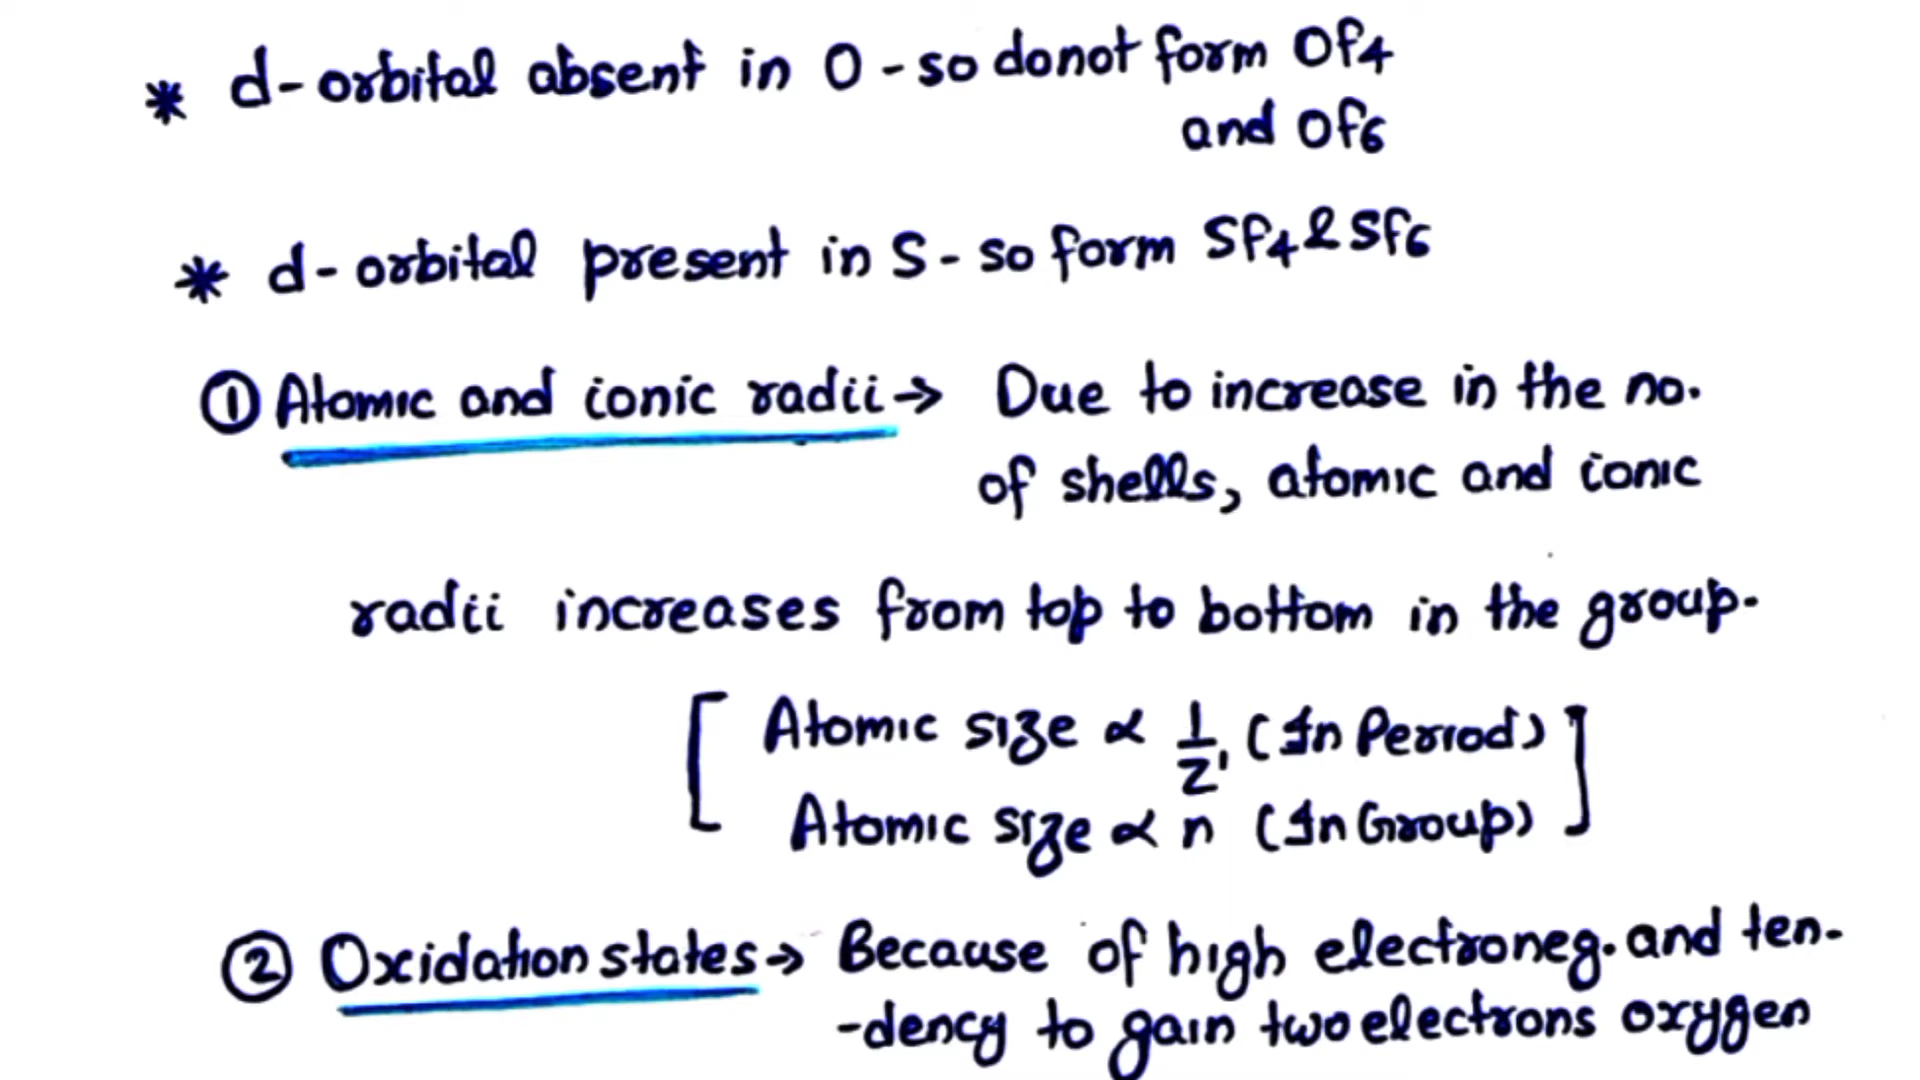 * d-orbital absent in O - so donot form OF4
and OF6
* d-orbital present in S - so form SF4 & SF6
① Atomic and ionic radii → Due to increase in the no.
of shells, atomic and ionic
radii increases from top to bottom in the group.
[ Atomic size ∝ 1/Z, (In Period)
Atomic size ∝ n (In Group) ]
② Oxidation states → Because of high electroneg. and ten-
-dency to gain two electrons oxygen